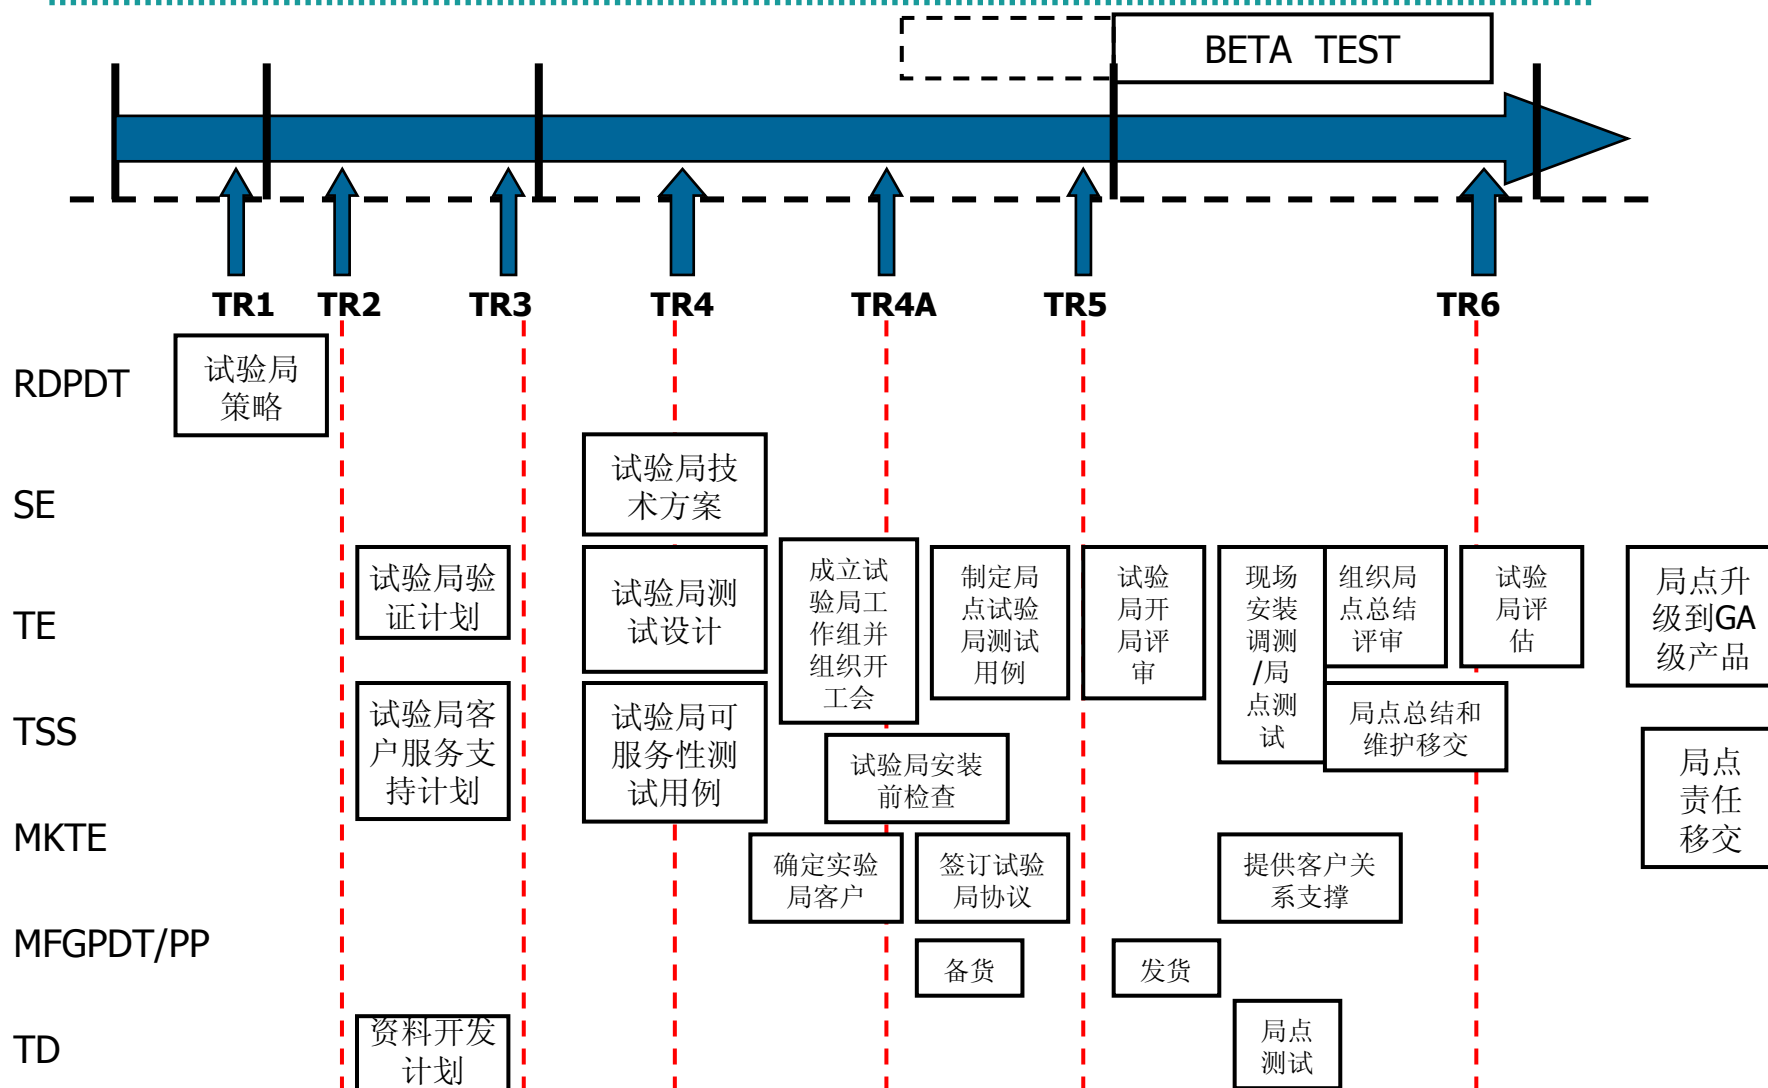 BETA TEST
TR1
TR2
TR3
TR4
TR4A
TR5
TR6
RDPDT
试验局
策略
SE
试验局技
术方案
TE
试验局验
证计划
试验局测
试设计
成立试
验局工
作组并
组织开
工会
制定局
点试验
局测试
用例
试验
局开
局评
审
现场
安装
调测
/局
点测
试
组织局
点总结
评审
试验
局评
估
局点升
级到GA
级产品
TSS
试验局客
户服务支
持计划
试验局可
服务性测
试用例
试验局安装
前检查
局点总结和
维护移交
局点
责任
移交
MKTE
确定实验
局客户
签订试验
局协议
提供客户关
系支撑
MFGPDT/PP
备货
发货
TD
资料开发
计划
局点
测试